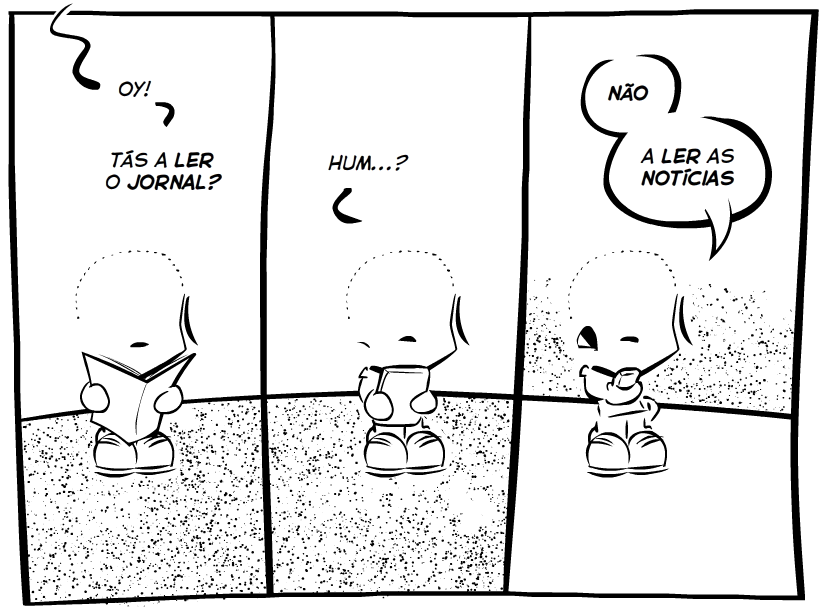 OY!
TÁS A LER
O JORNAL?
HUM...?
NÃO
A LER AS
NOTÍCIAS